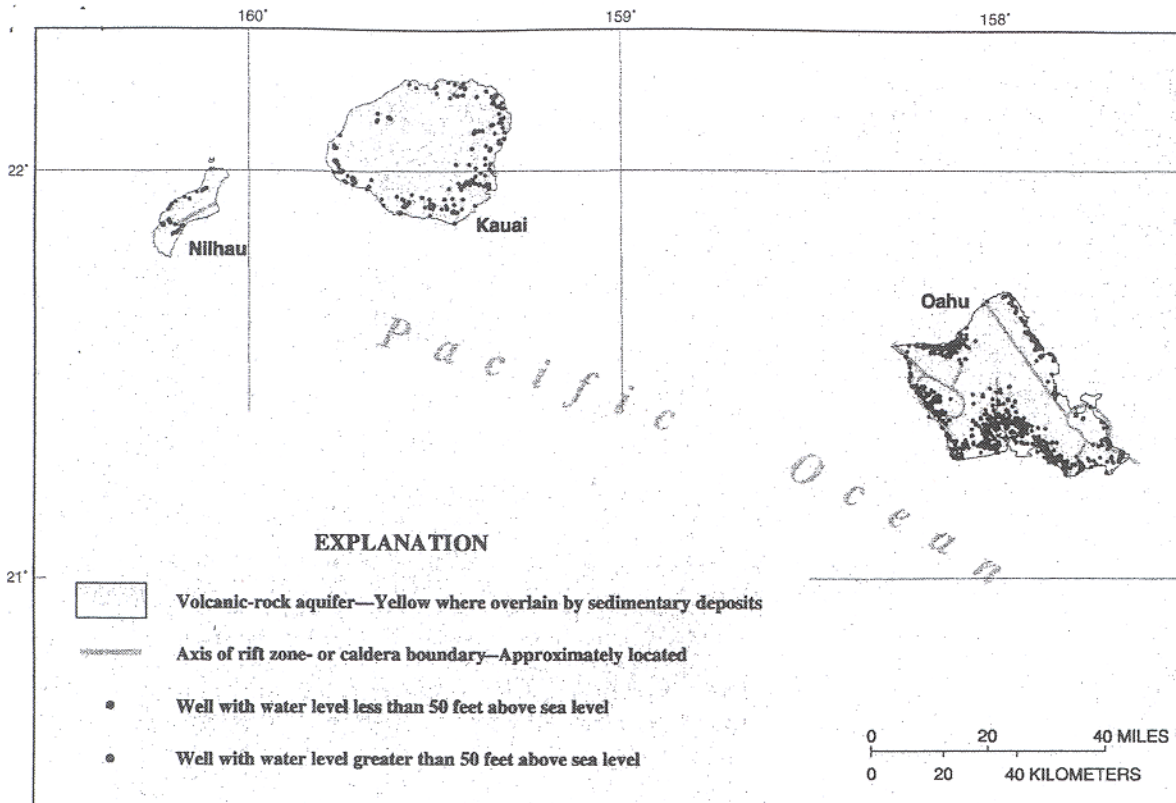 160°
159°
158°
22°
Kauai
Nilhau
Oahu
Pacific Ocean
21°
EXPLANATION
Volcanic-rock aquifer—Yellow where overlain by sedimentary deposits
Axis of rift zone- or caldera boundary—Approximately located
Well with water level less than 50 feet above sea level
Well with water level greater than 50 feet above sea level
0 20 40 MILES
0 20 40 KILOMETERS